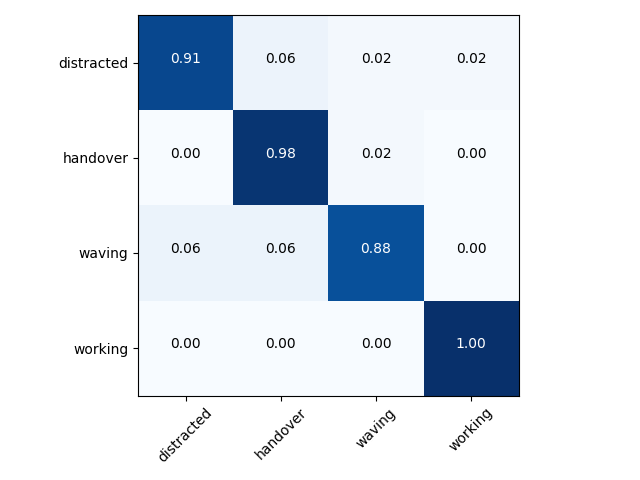 distracted 0.91 0.06 0.02 0.02
handover 0.00 0.98 0.02 0.00
waving 0.06 0.06 0.88 0.00
working 0.00 0.00 0.00 1.00
distracted handover waving working